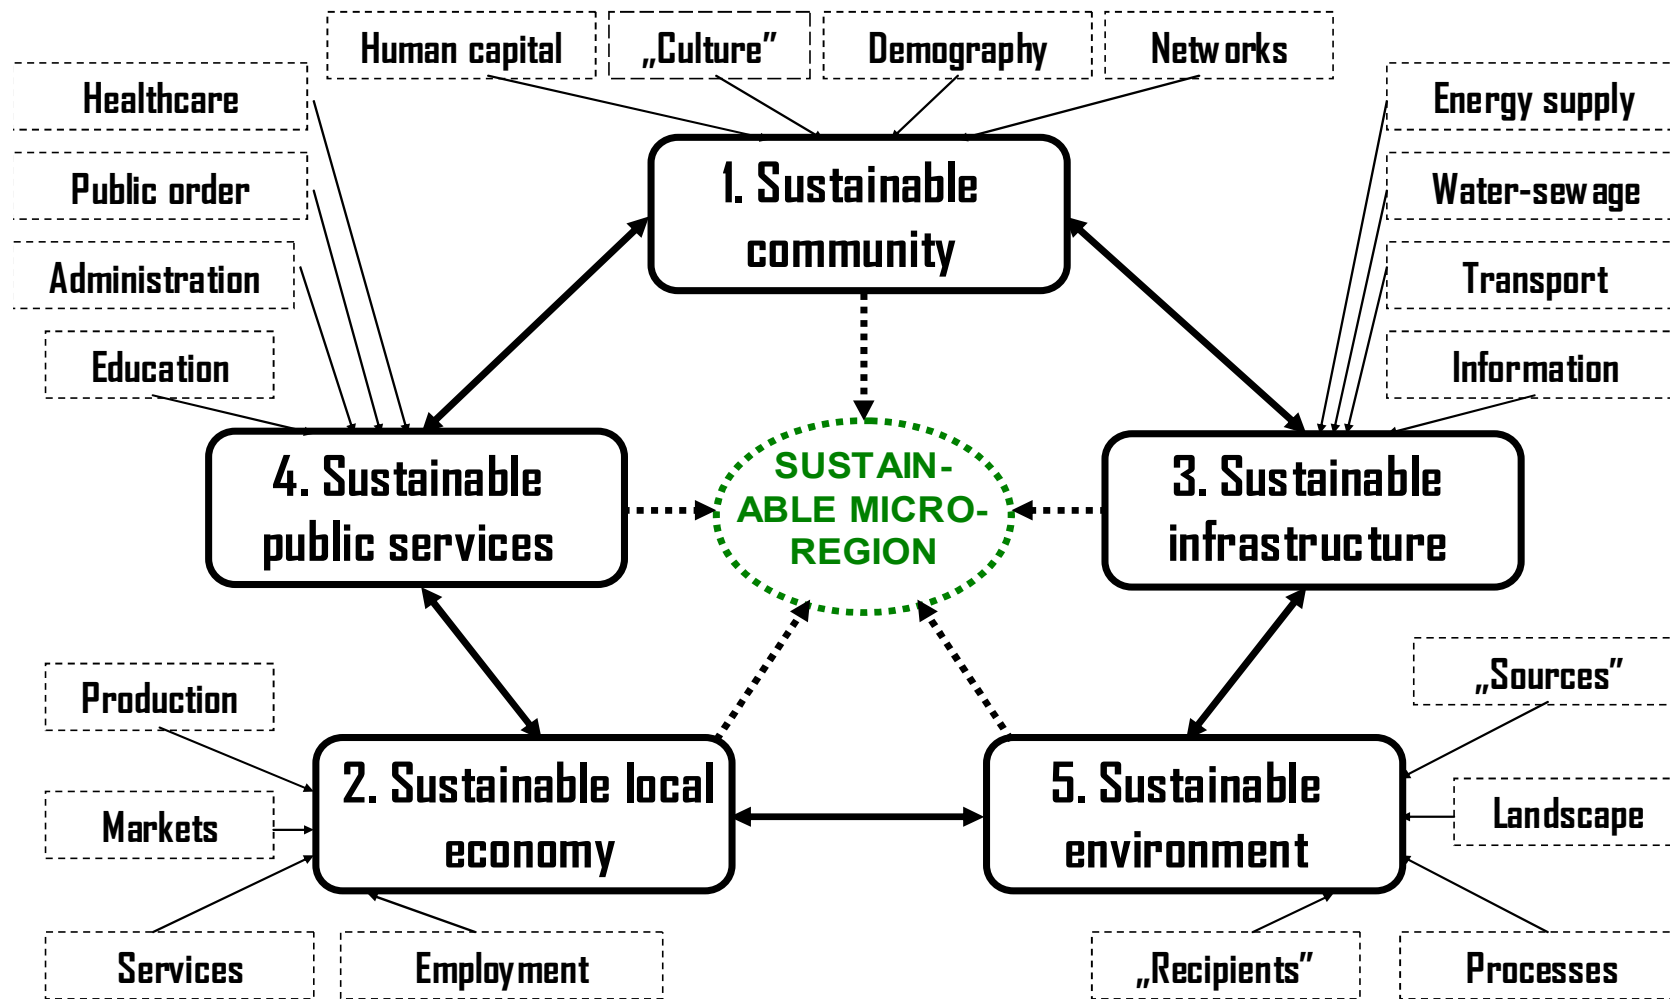 Human capital
„Culture”
Demography
Networks
Healthcare
Public order
Administration
Education
Energy supply
Water-sewage
Transport
Information
1. Sustainable
community
4. Sustainable
public services
SUSTAIN-
ABLE MICRO-
REGION
3. Sustainable
infrastructure
Production
Markets
Services
Employment
2. Sustainable local
economy
5. Sustainable
environment
„Sources”
Landscape
„Recipients”
Processes